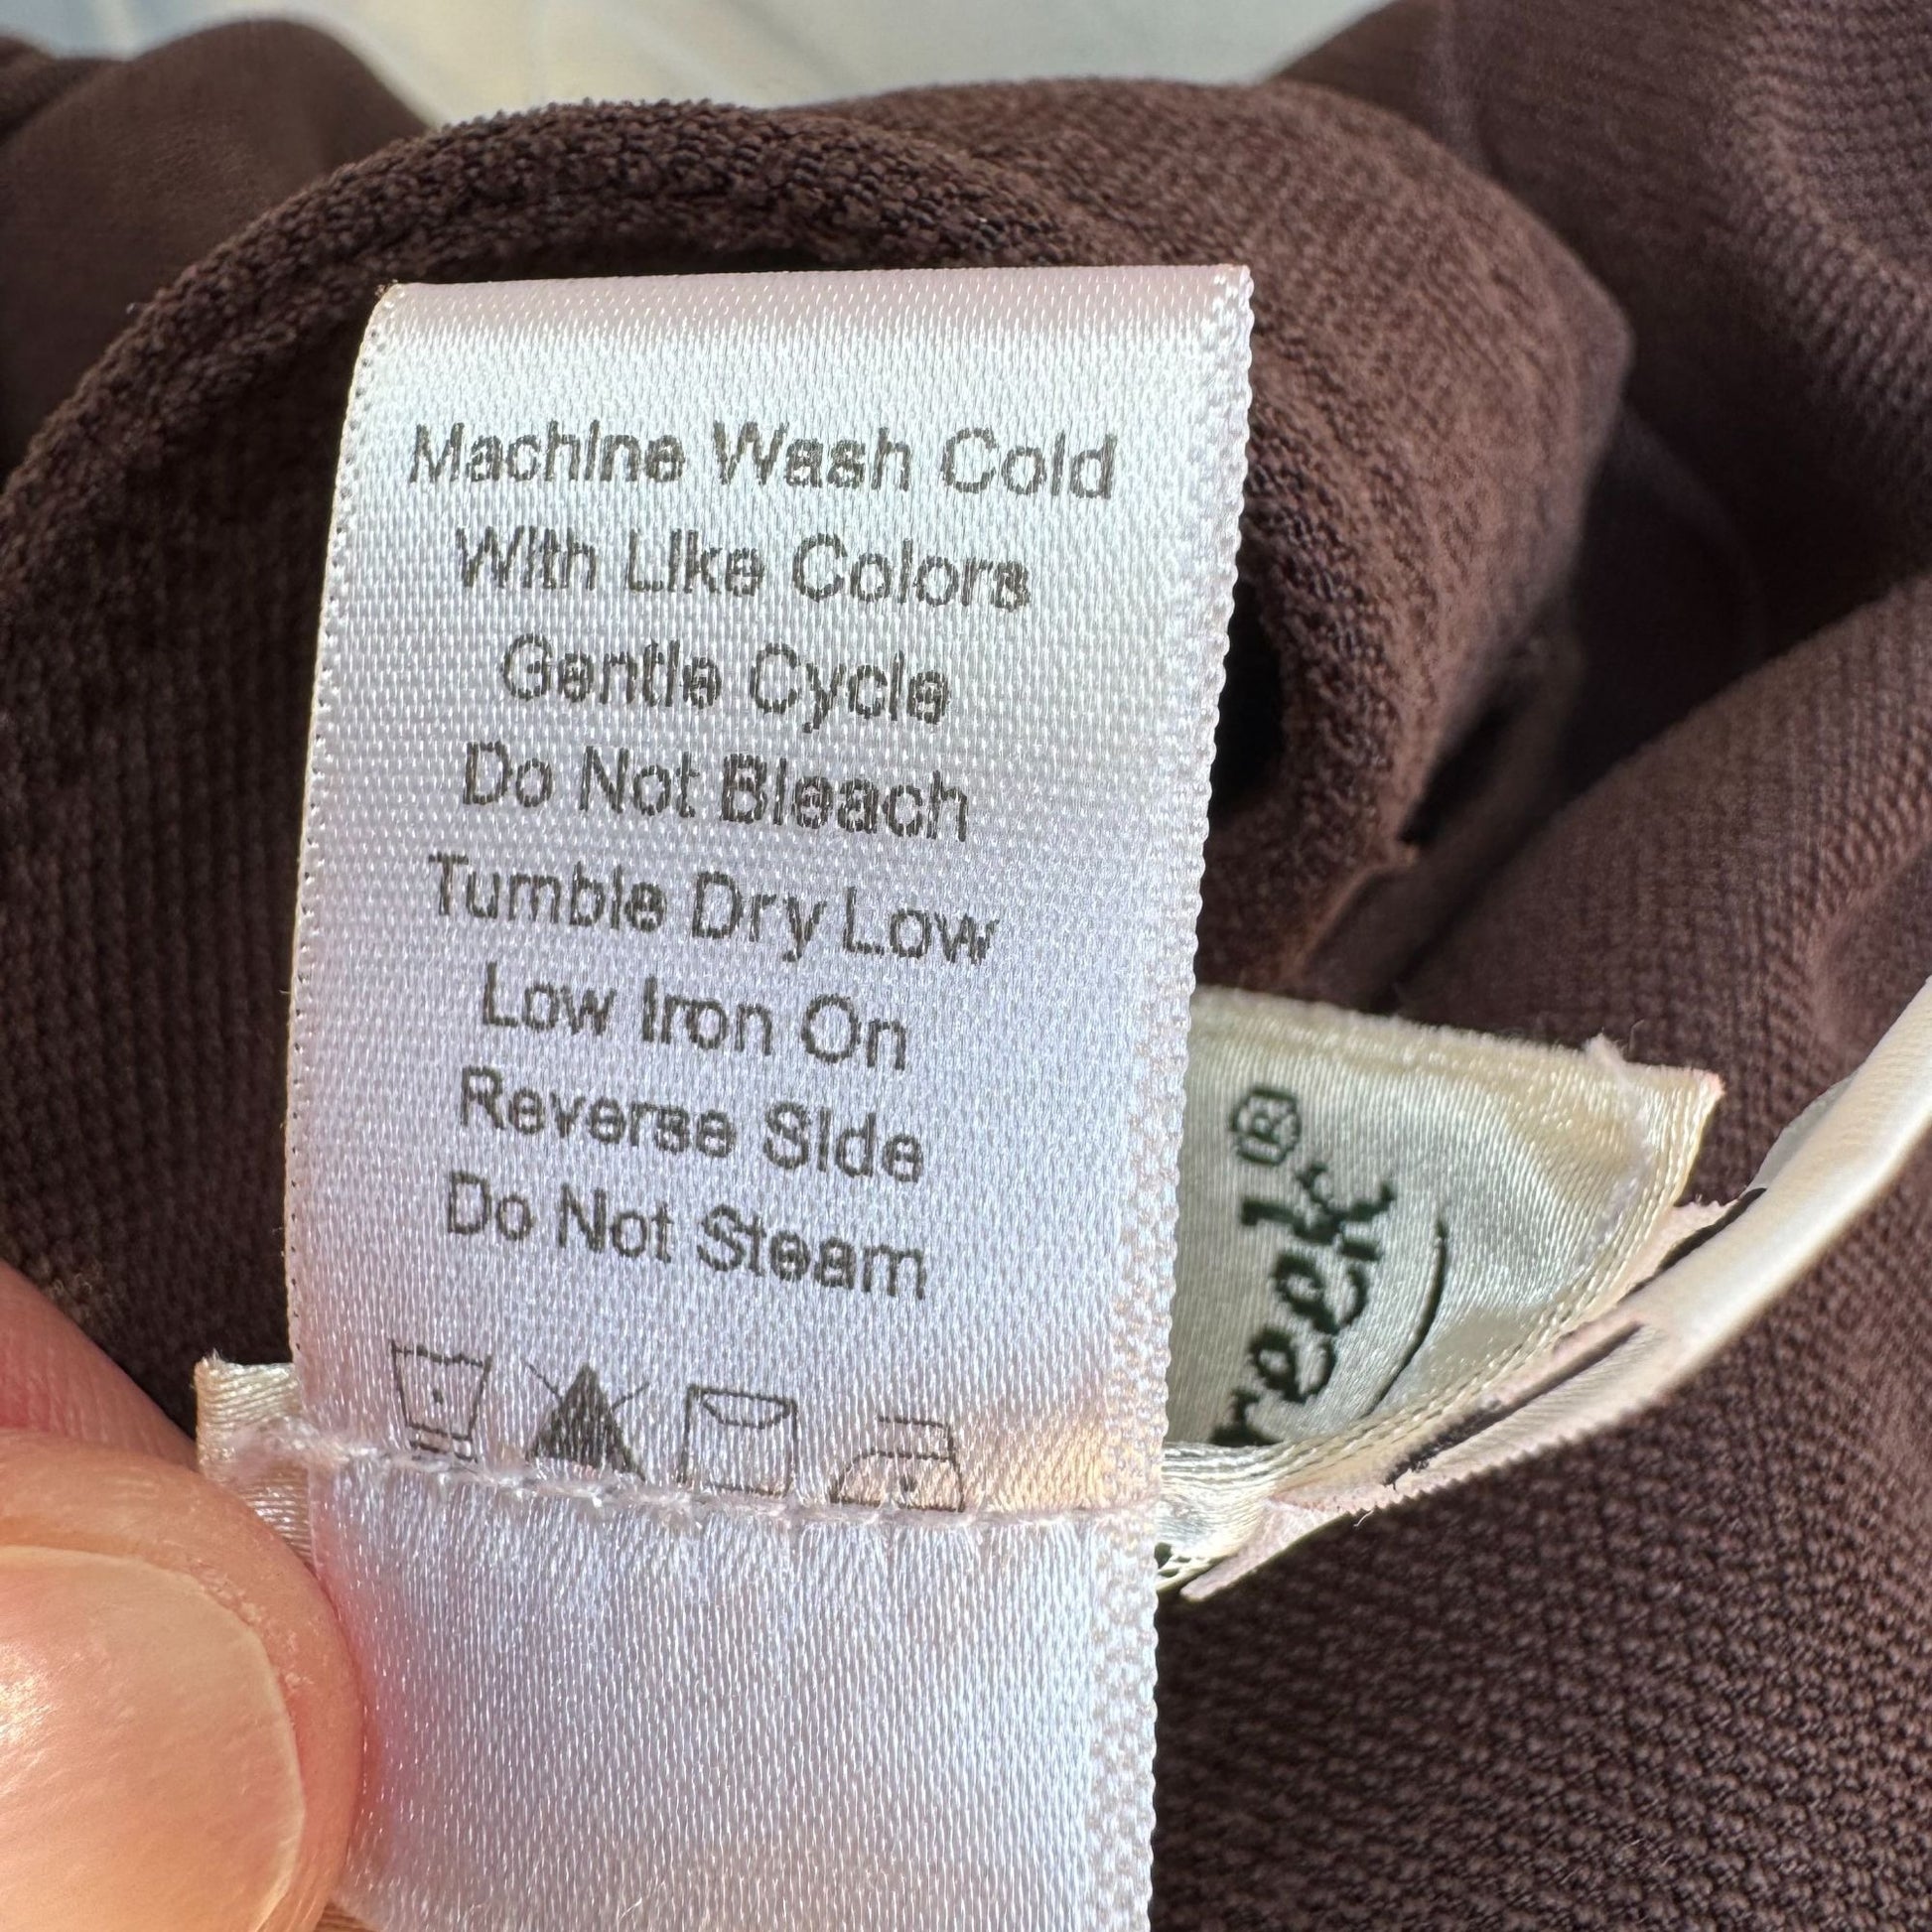 Machine Wash Cold
With Like Colors
Gentle Cycle
Do Not Bleach
Tumble Dry Low
Low Iron On
Reverse Side
Do Not Steam
reek®